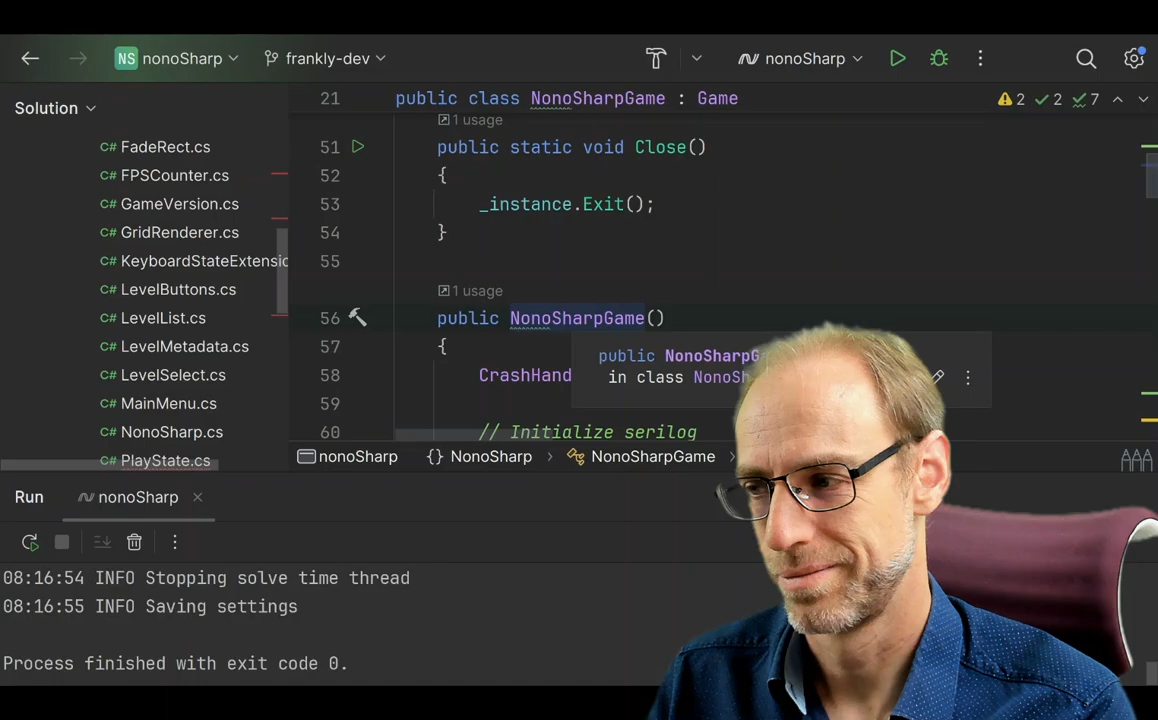 NS nonoSharp frankly-dev nonoSharp
Solution
FadeRect.cs
FPSCounter.cs
GameVersion.cs
GridRenderer.cs
KeyboardStateExtensio
LevelButtons.cs
LevelList.cs
LevelMetadata.cs
LevelSelect.cs
MainMenu.cs
NonoSharp.cs
PlayState.cs
21 public class NonoSharpGame : Game
2 2 7
1 usage
51 public static void Close()
52 {
53 _instance.Exit();
54 }
55
1 usage
56 public NonoSharpGame()
57 {
58 CrashHand
59
60 // Initialize serilog
public NonoSharpG
in class NonoSh
nonoSharp {} NonoSharp › NonoSharpGame ›
Run nonoSharp ×
08:16:54 INFO Stopping solve time thread
08:16:55 INFO Saving settings
Process finished with exit code 0.